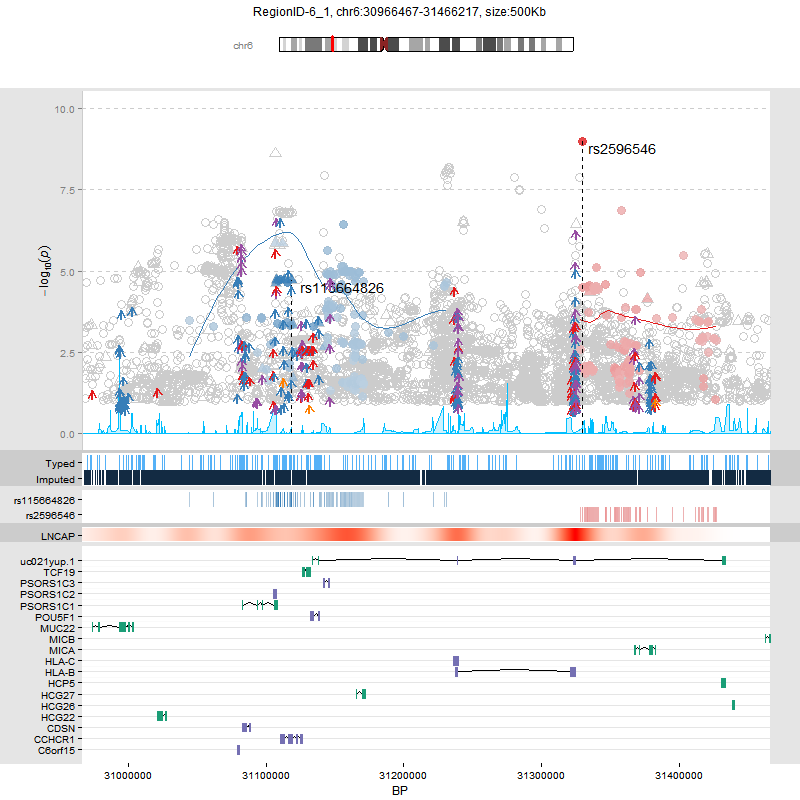 RegionID-6_1, chr6:30966467-31466217, size:500Kb
chr6
10.0
7.5
5.0
2.5
0.0
−log10(p)
rs2596546
rs115664826
Typed
Imputed
rs115664826
rs2596546
LNCAP
uc021yup.1
TCF19
PSORS1C3
PSORS1C2
PSORS1C1
POU5F1
MUC22
MICB
MICA
HLA-C
HLA-B
HCP5
HCG27
HCG26
HCG22
CDSN
CCHCR1
C6orf15
31000000 31100000 31200000 31300000 31400000
BP